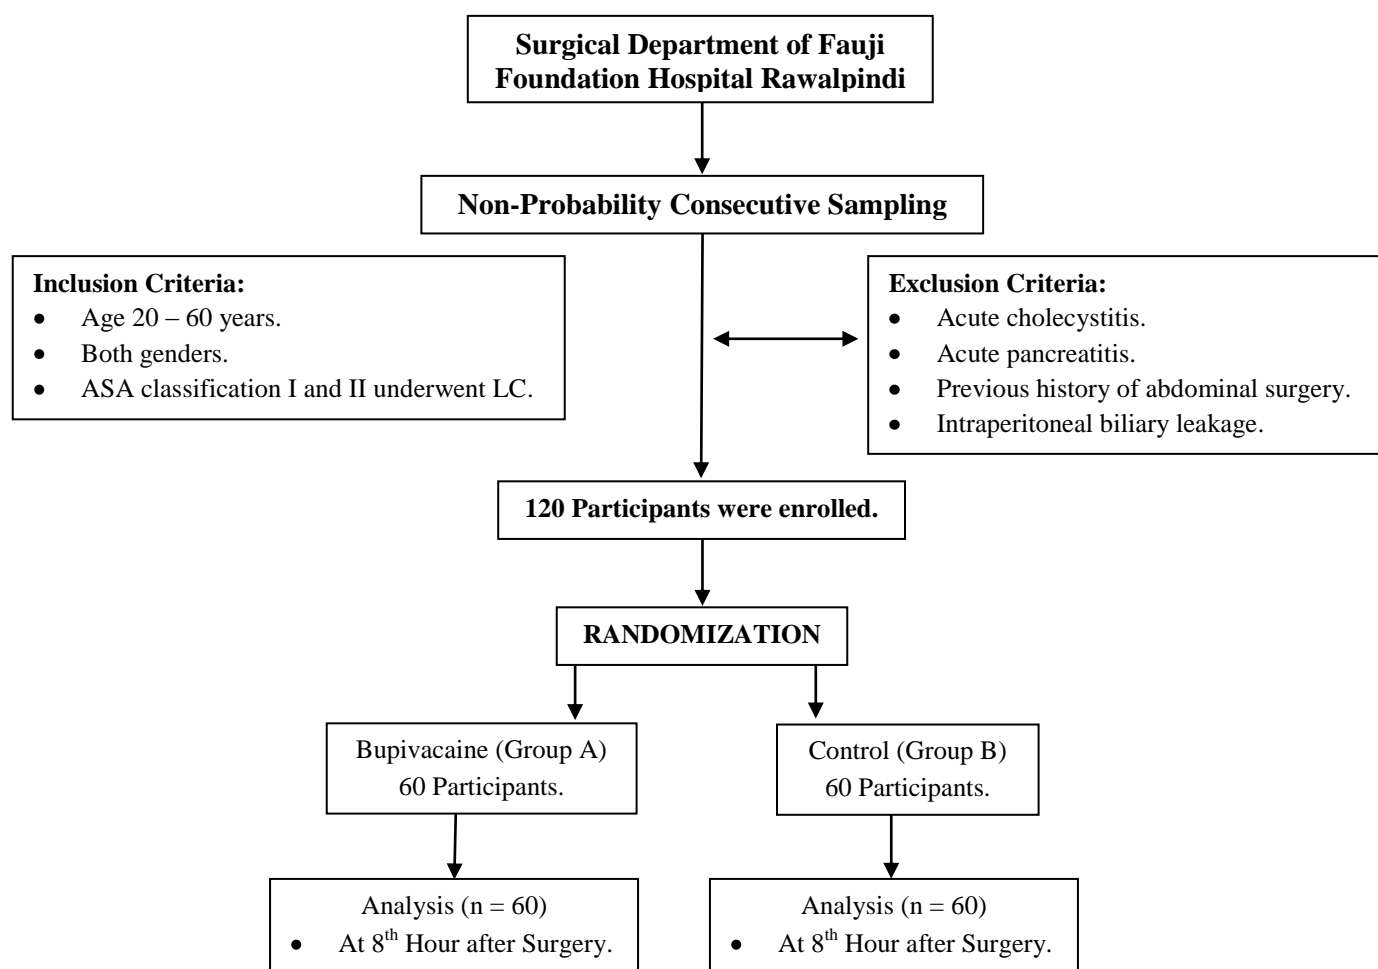 Surgical Department of Fauji
Foundation Hospital Rawalpindi
Non-Probability Consecutive Sampling
Inclusion Criteria:
• Age 20 – 60 years.
• Both genders.
• ASA classification I and II underwent LC.
Exclusion Criteria:
• Acute cholecystitis.
• Acute pancreatitis.
• Previous history of abdominal surgery.
• Intraperitoneal biliary leakage.
120 Participants were enrolled.
RANDOMIZATION
Bupivacaine (Group A)
60 Participants.
Control (Group B)
60 Participants.
Analysis (n = 60)
• At 8th Hour after Surgery.
Analysis (n = 60)
• At 8th Hour after Surgery.